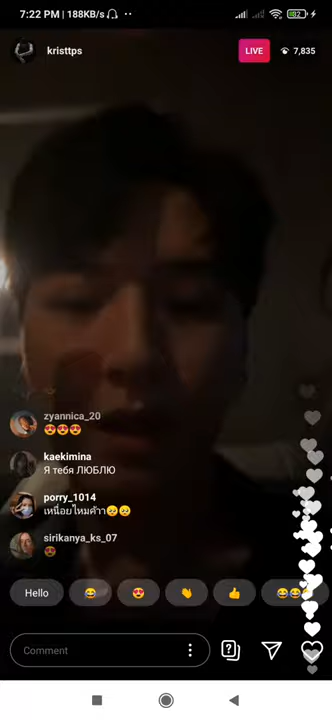 7:22 PM | 188KB/s
82
kristtps
LIVE
7,835
zyannica_20
kaekimina
Я тебя ЛЮБЛЮ
porry_1014
เหนื่อยไหมค้าา
sirikanya_ks_07
Hello
Comment